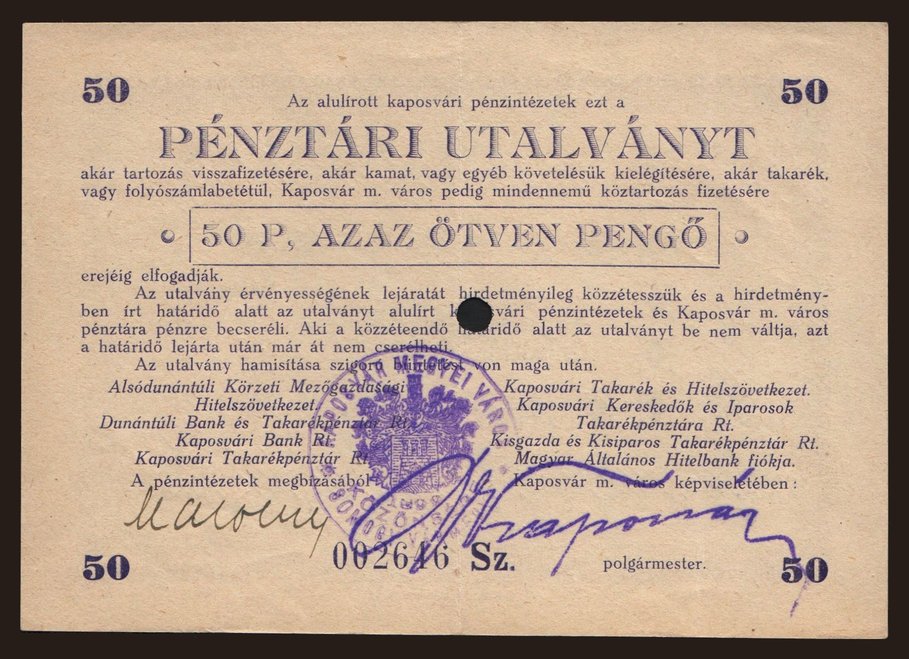 50 50
Az alulírott kaposvári pénzintézetek ezt a
PÉNZTÁRI UTALVÁNYT
akár tartozás visszafizetésére, akár kamat, vagy egyéb követelésük kielégítésére, akár takarék,
vagy folyószámlabetétül, Kaposvár m. város pedig mindennemű köztartozás fizetésére
50 P, AZAZ ÖTVEN PENGŐ
erejéig elfogadják.
Az utalvány érvényességének lejáratát hirdetményileg közzétesszük és a hirdetmény-
ben írt határidő alatt az utalványt alulírt kaposvári pénzintézetek és Kaposvár m. város
pénztára pénzre becseréli. Aki a közzéteendő határidő alatt az utalványt be nem váltja, azt
a határidő lejárta után már át nem cserélheti.
Az utalvány hamisítása szigorú büntetést von maga után.
Alsódunántúli Körzeti Mezőgazdasági
Hitelszövetkezet
Dunántúli Bank és Takarékpénztár Rt.
Kaposvári Bank Rt.
Kaposvári Takarékpénztár Rt.
A pénzintézetek megbízásából
Kaposvári Takarék és Hitelszövetkezet.
Kaposvári Kereskedők és Iparosok
Takarékpénztára Rt.
Kisgazda és Kisiparos Takarékpénztár Rt.
Magyar Általános Hitelbank fiókja.
Kaposvár m. város képviseletében:
KAPOSVÁR MEGYEI VÁROS
002646 Sz.
polgármester.
50 50